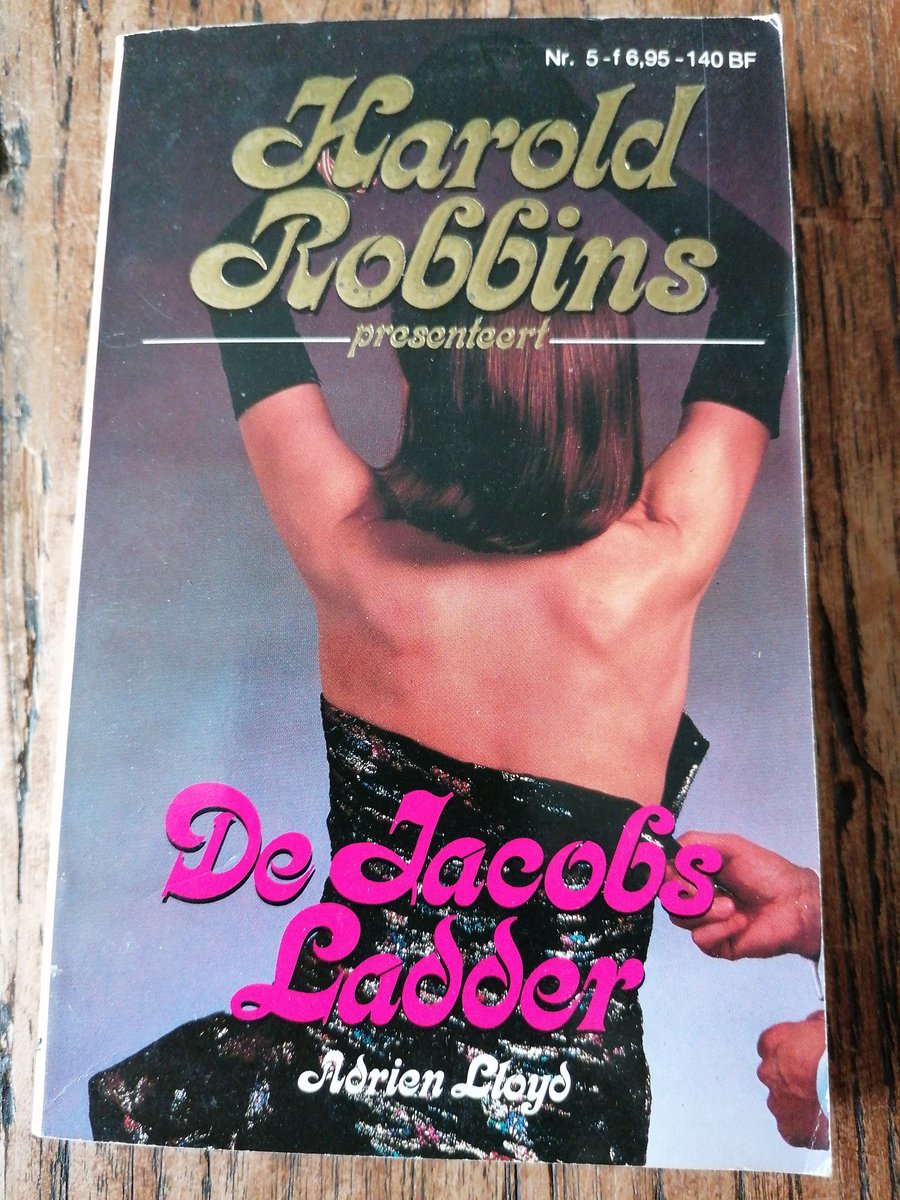 Nr. 5 - f 6,95 - 140 BF
Harold
Robbins
presenteert
De Jacobs
Ladder
Adrien Lloyd